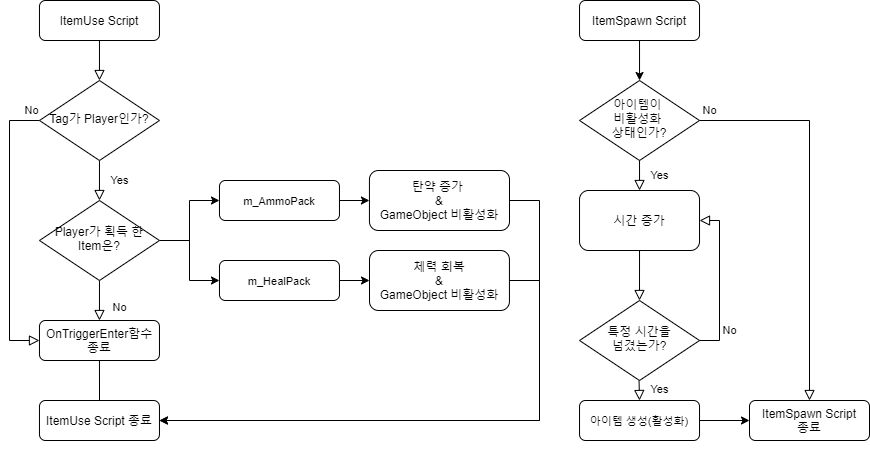 ItemUse Script
No
Tag가 Player인가?
Yes
Player가 획득 한
Item은?
m_AmmoPack
탄약 증가
&
GameObject 비활성화
m_HealPack
체력 회복
&
GameObject 비활성화
No
OnTriggerEnter함수
종료
ItemUse Script 종료
ItemSpawn Script
아이템이
비활성화
상태인가?
No
Yes
시간 증가
특정 시간을
넘겼는가?
No
Yes
아이템 생성(활성화)
ItemSpawn Script
종료